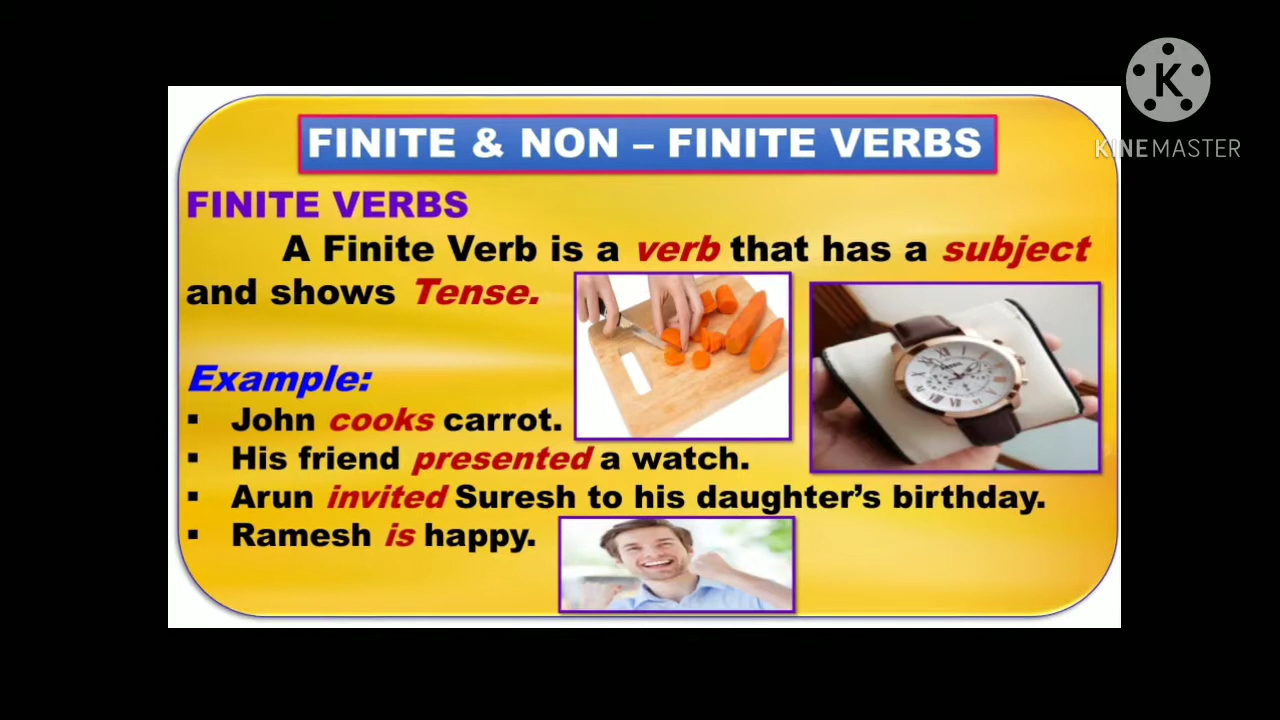 K
KINEMASTER
FINITE & NON – FINITE VERBS
FINITE VERBS
A Finite Verb is a verb that has a subject
and shows Tense.
Example:
▪ John cooks carrot.
▪ His friend presented a watch.
▪ Arun invited Suresh to his daughter’s birthday.
▪ Ramesh is happy.